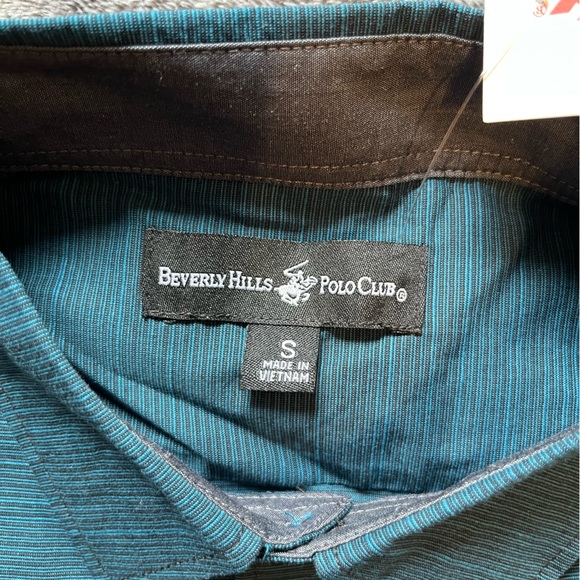 BEVERLY HILLS POLO CLUB®
S
MADE IN
VIETNAM